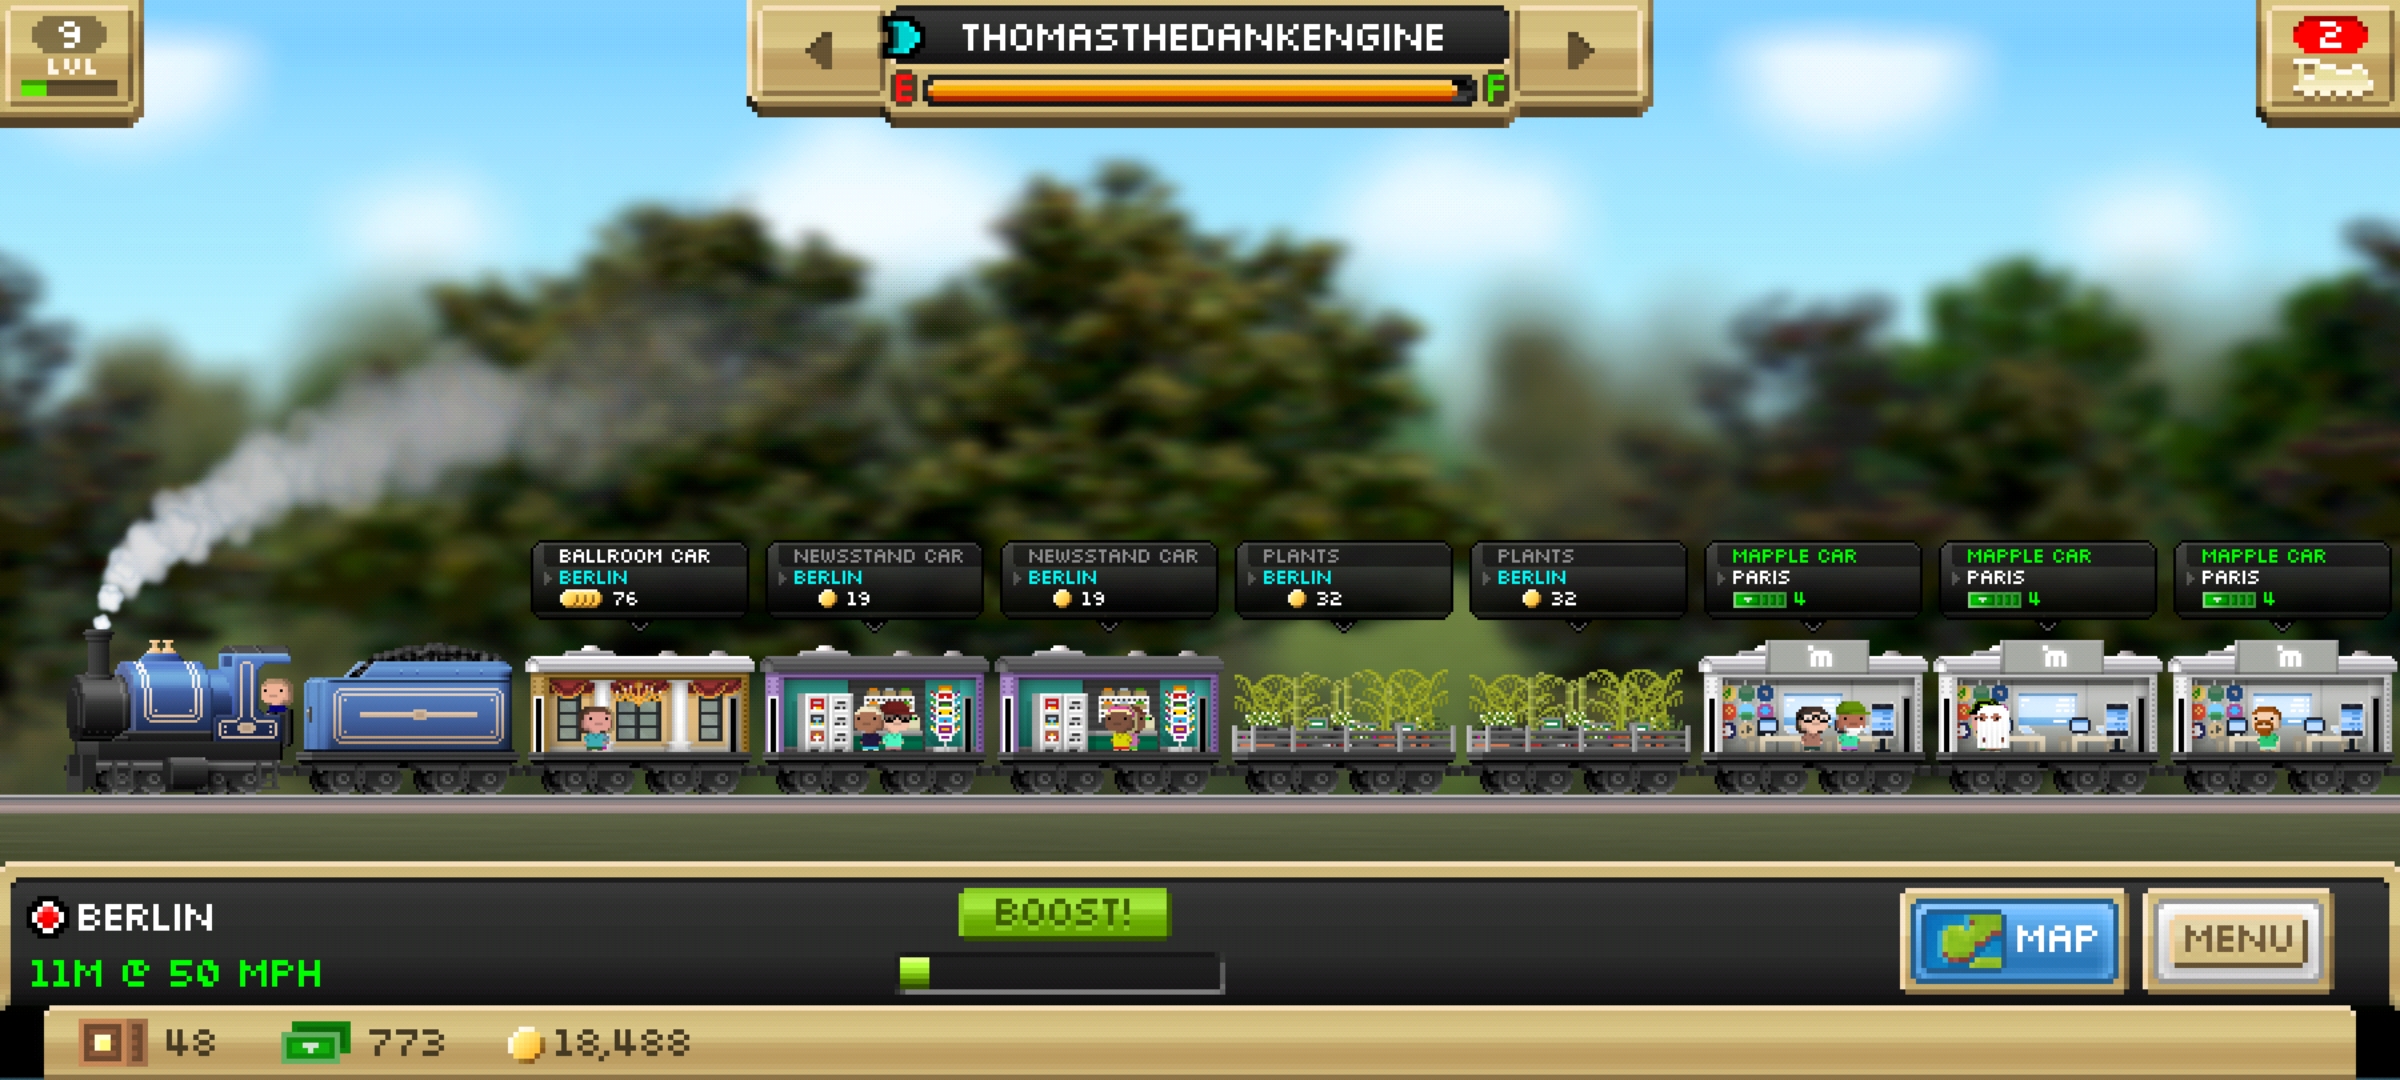 9
LVL
THOMASTHEDANKENGINE
E F
2
BALLROOM CAR
BERLIN
76
NEWSSTAND CAR
BERLIN
19
NEWSSTAND CAR
BERLIN
19
PLANTS
BERLIN
32
PLANTS
BERLIN
32
MAPPLE CAR
PARIS
4
MAPPLE CAR
PARIS
4
MAPPLE CAR
PARIS
4
m
m
m
BERLIN
11M @ 50 MPH
BOOST!
MAP
MENU
48
773
18,488